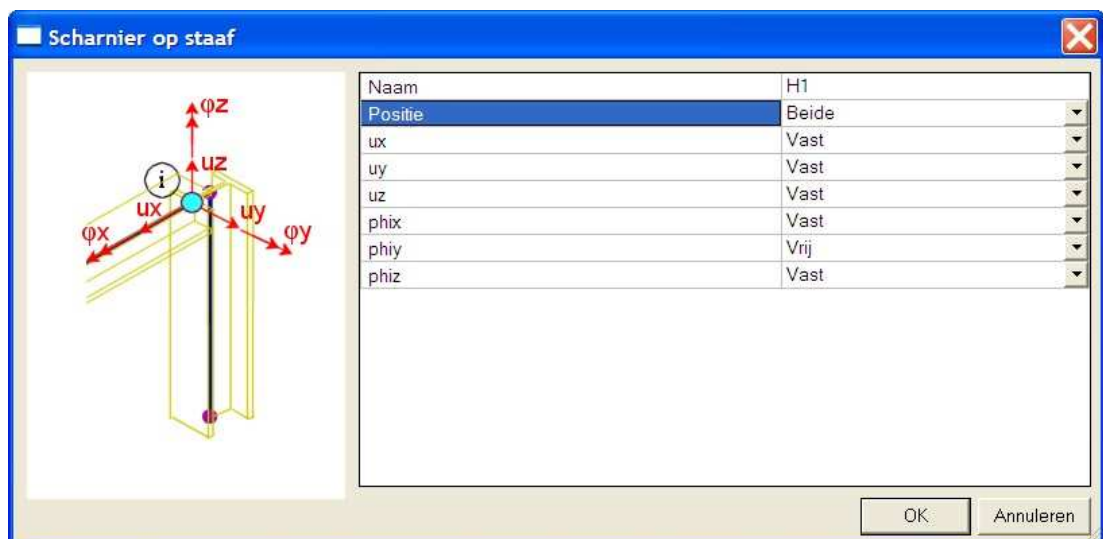 Scharnier op staaf
φz
uz
i
ux
uy
φx
φy
Naam H1
Positie Beide
ux Vast
uy Vast
uz Vast
phix Vast
phiy Vrij
phiz Vast
OK Annuleren